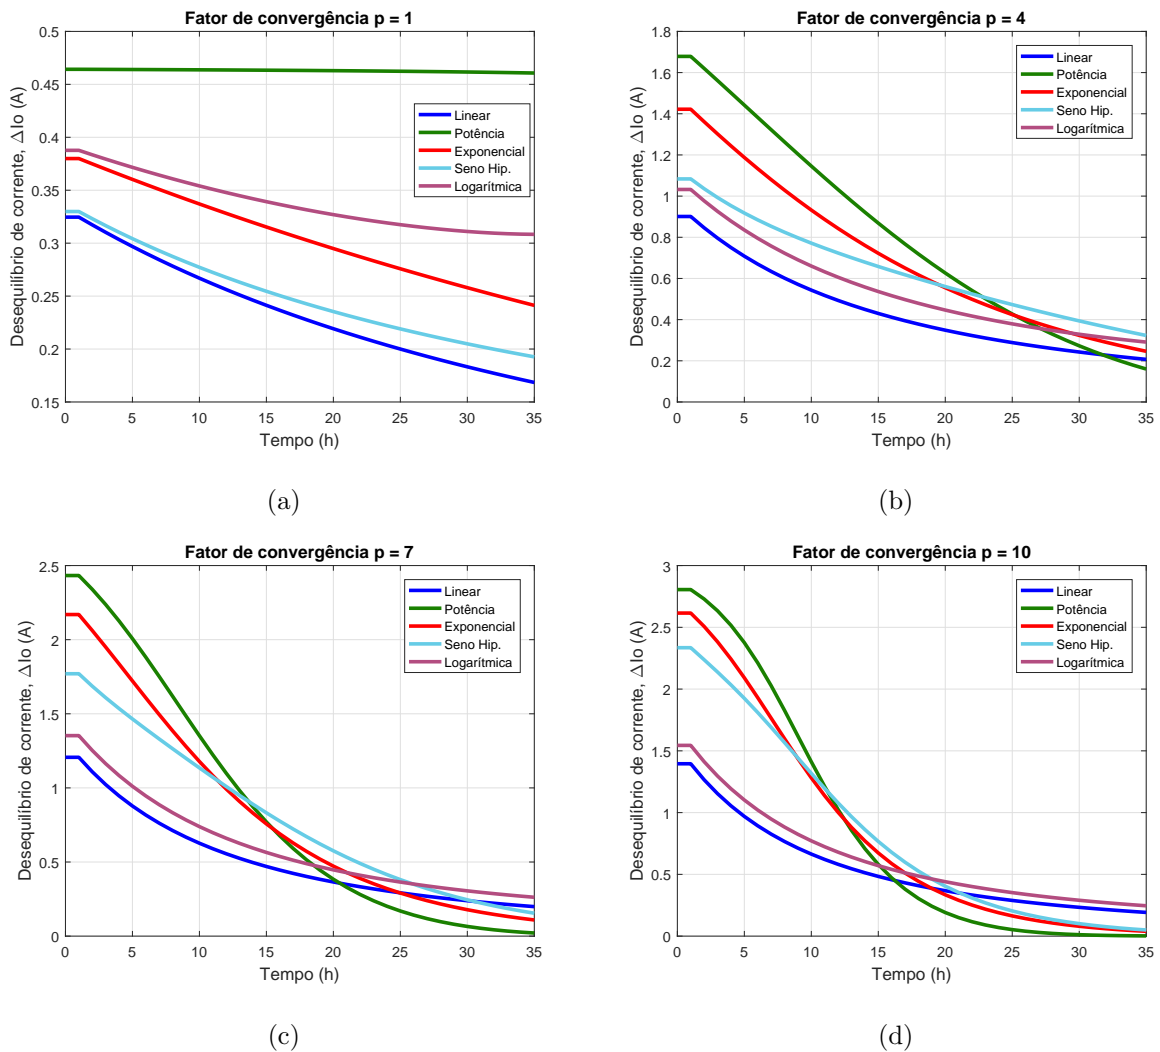 Fator de convergência p = 1
Desequilíbrio de corrente, ΔIo (A)
0.5
0.45
0.4
0.35
0.3
0.25
0.2
0.15
Linear
Potência
Exponencial
Seno Hip.
Logarítmica
0 5 10 15 20 25 30 35
Tempo (h)
(a)
Fator de convergência p = 4
Desequilíbrio de corrente, ΔIo (A)
1.8
1.6
1.4
1.2
1
0.8
0.6
0.4
0.2
0
Linear
Potência
Exponencial
Seno Hip.
Logarítmica
0 5 10 15 20 25 30 35
Tempo (h)
(b)
Fator de convergência p = 7
Desequilíbrio de corrente, ΔIo (A)
2.5
2
1.5
1
0.5
0
Linear
Potência
Exponencial
Seno Hip.
Logarítmica
0 5 10 15 20 25 30 35
Tempo (h)
(c)
Fator de convergência p = 10
Desequilíbrio de corrente, ΔIo (A)
3
2.5
2
1.5
1
0.5
0
Linear
Potência
Exponencial
Seno Hip.
Logarítmica
0 5 10 15 20 25 30 35
Tempo (h)
(d)